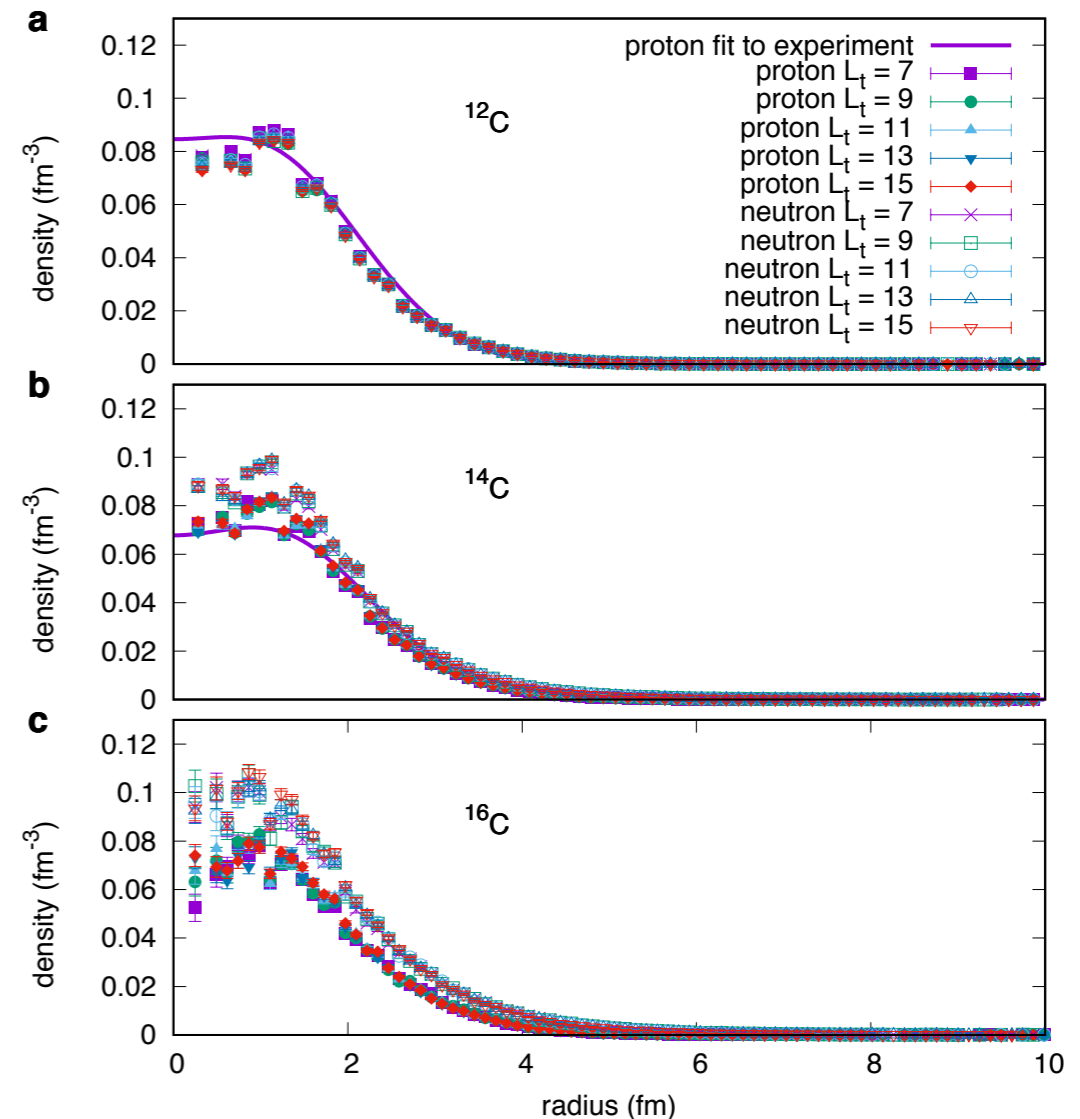 a
0.12
0.1
0.08
0.06
0.04
0.02
0
density (fm⁻³)
¹²C
proton fit to experiment
proton Lₜ = 7
proton Lₜ = 9
proton Lₜ = 11
proton Lₜ = 13
proton Lₜ = 15
neutron Lₜ = 7
neutron Lₜ = 9
neutron Lₜ = 11
neutron Lₜ = 13
neutron Lₜ = 15
b
0.12
0.1
0.08
0.06
0.04
0.02
0
density (fm⁻³)
¹⁴C
c
0.12
0.1
0.08
0.06
0.04
0.02
0
density (fm⁻³)
¹⁶C
0 2 4 6 8 10
radius (fm)